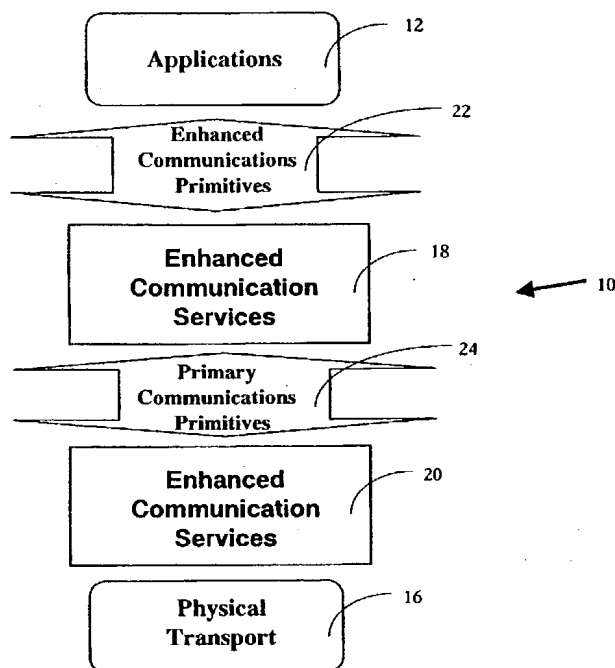 Applications
12
22
Enhanced
Communications
Primitives
Enhanced
Communication
Services
18
10
Primary
Communications
Primitives
24
Enhanced
Communication
Services
20
Physical
Transport
16